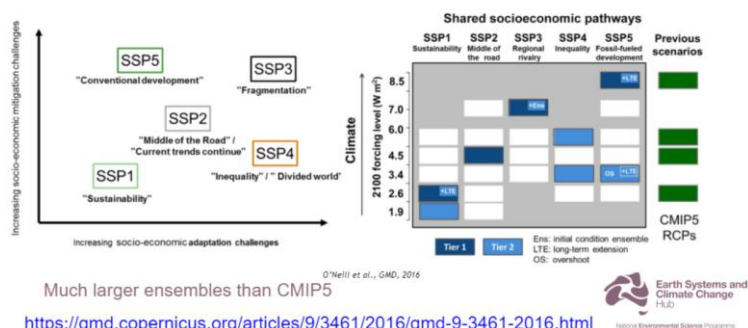 Increasing socio-economic mitigation challenges
SSP5
"Conventional development"
SSP3
"Fragmentation"
SSP2
"Middle of the Road" /
"Current trends continue"
SSP4
"Inequality" / " Divided world'
SSP1
"Sustainability"
Increasing socio-economic adaptation challenges
Shared socioeconomic pathways
SSP1
Sustainability
SSP2
Middle of
the road
SSP3
Regional
rivalry
SSP4
Inequality
SSP5
Fossil-fueled
development
Previous
scenarios
Climate
2100 forcing level (W m²)
8.5
+LTE
7.0
+Ens
6.0
4.5
3.4
OS
+LTE
2.6
+LTE
1.9
CMIP5
RCPs
Tier 1
Tier 2
Ens: initial condition ensemble
LTE: long-term extension
OS: overshoot
O'Neill et al., GMD, 2016
Much larger ensembles than CMIP5
https://gmd.copernicus.org/articles/9/3461/2016/gmd-9-3461-2016.html
Earth Systems and
Climate Change
Hub
National Environmental Science Programme